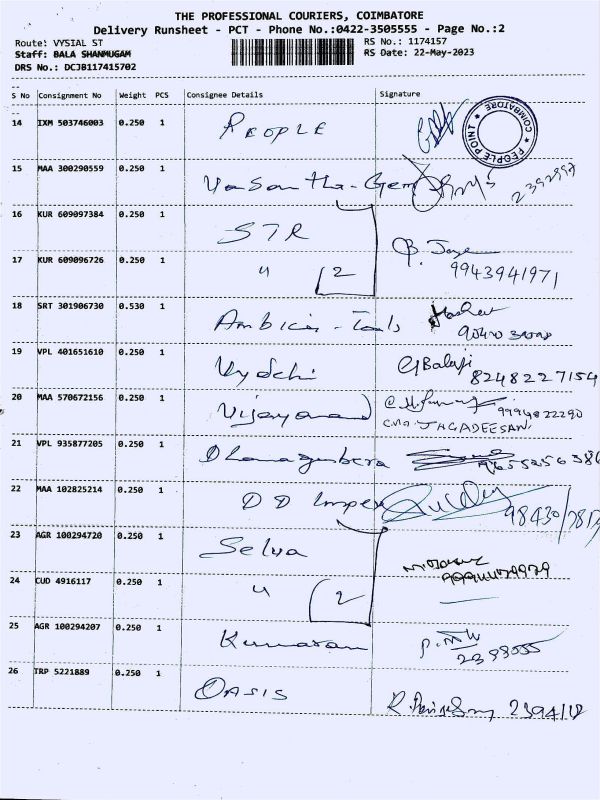 THE PROFESSIONAL COURIERS, COIMBATORE
Delivery Runsheet - PCT - Phone No.:0422-3505555 - Page No.:2
Route: VYSIAL ST
RS No.: 1174157
Staff: BALA SHANMUGAM
RS Date: 22-May-2023
DRS No.: DCJB117415702
S No Consignment No Weight PCS Consignee Details Signature
14 IXM 503746003 0.250 1 PEOPLE
COIMBATORE ★ PEOPLE POINT ★
15 MAA 300290559 0.250 1 Vasantha-Gem
16 KUR 609097384 0.250 1 STR
17 KUR 609096726 0.250 1 " 2 9943941971
18 SRT 301906730 0.530 1 Ambica - Tools
19 VPL 401651610 0.250 1 G Balaji
8248227154
20 MAA 570672156 0.250 1 Vijayanand 9994822290
JAGADEESAN
21 VPL 935877205 0.250 1
22 MAA 102825214 0.250 1 DD Impex
23 AGR 100294720 0.250 1 Selva
24 CUD 4916117 0.250 1 " 2
25 AGR 100294207 0.250 1 Kumaran
26 TRP 5221889 0.250 1 OASIS